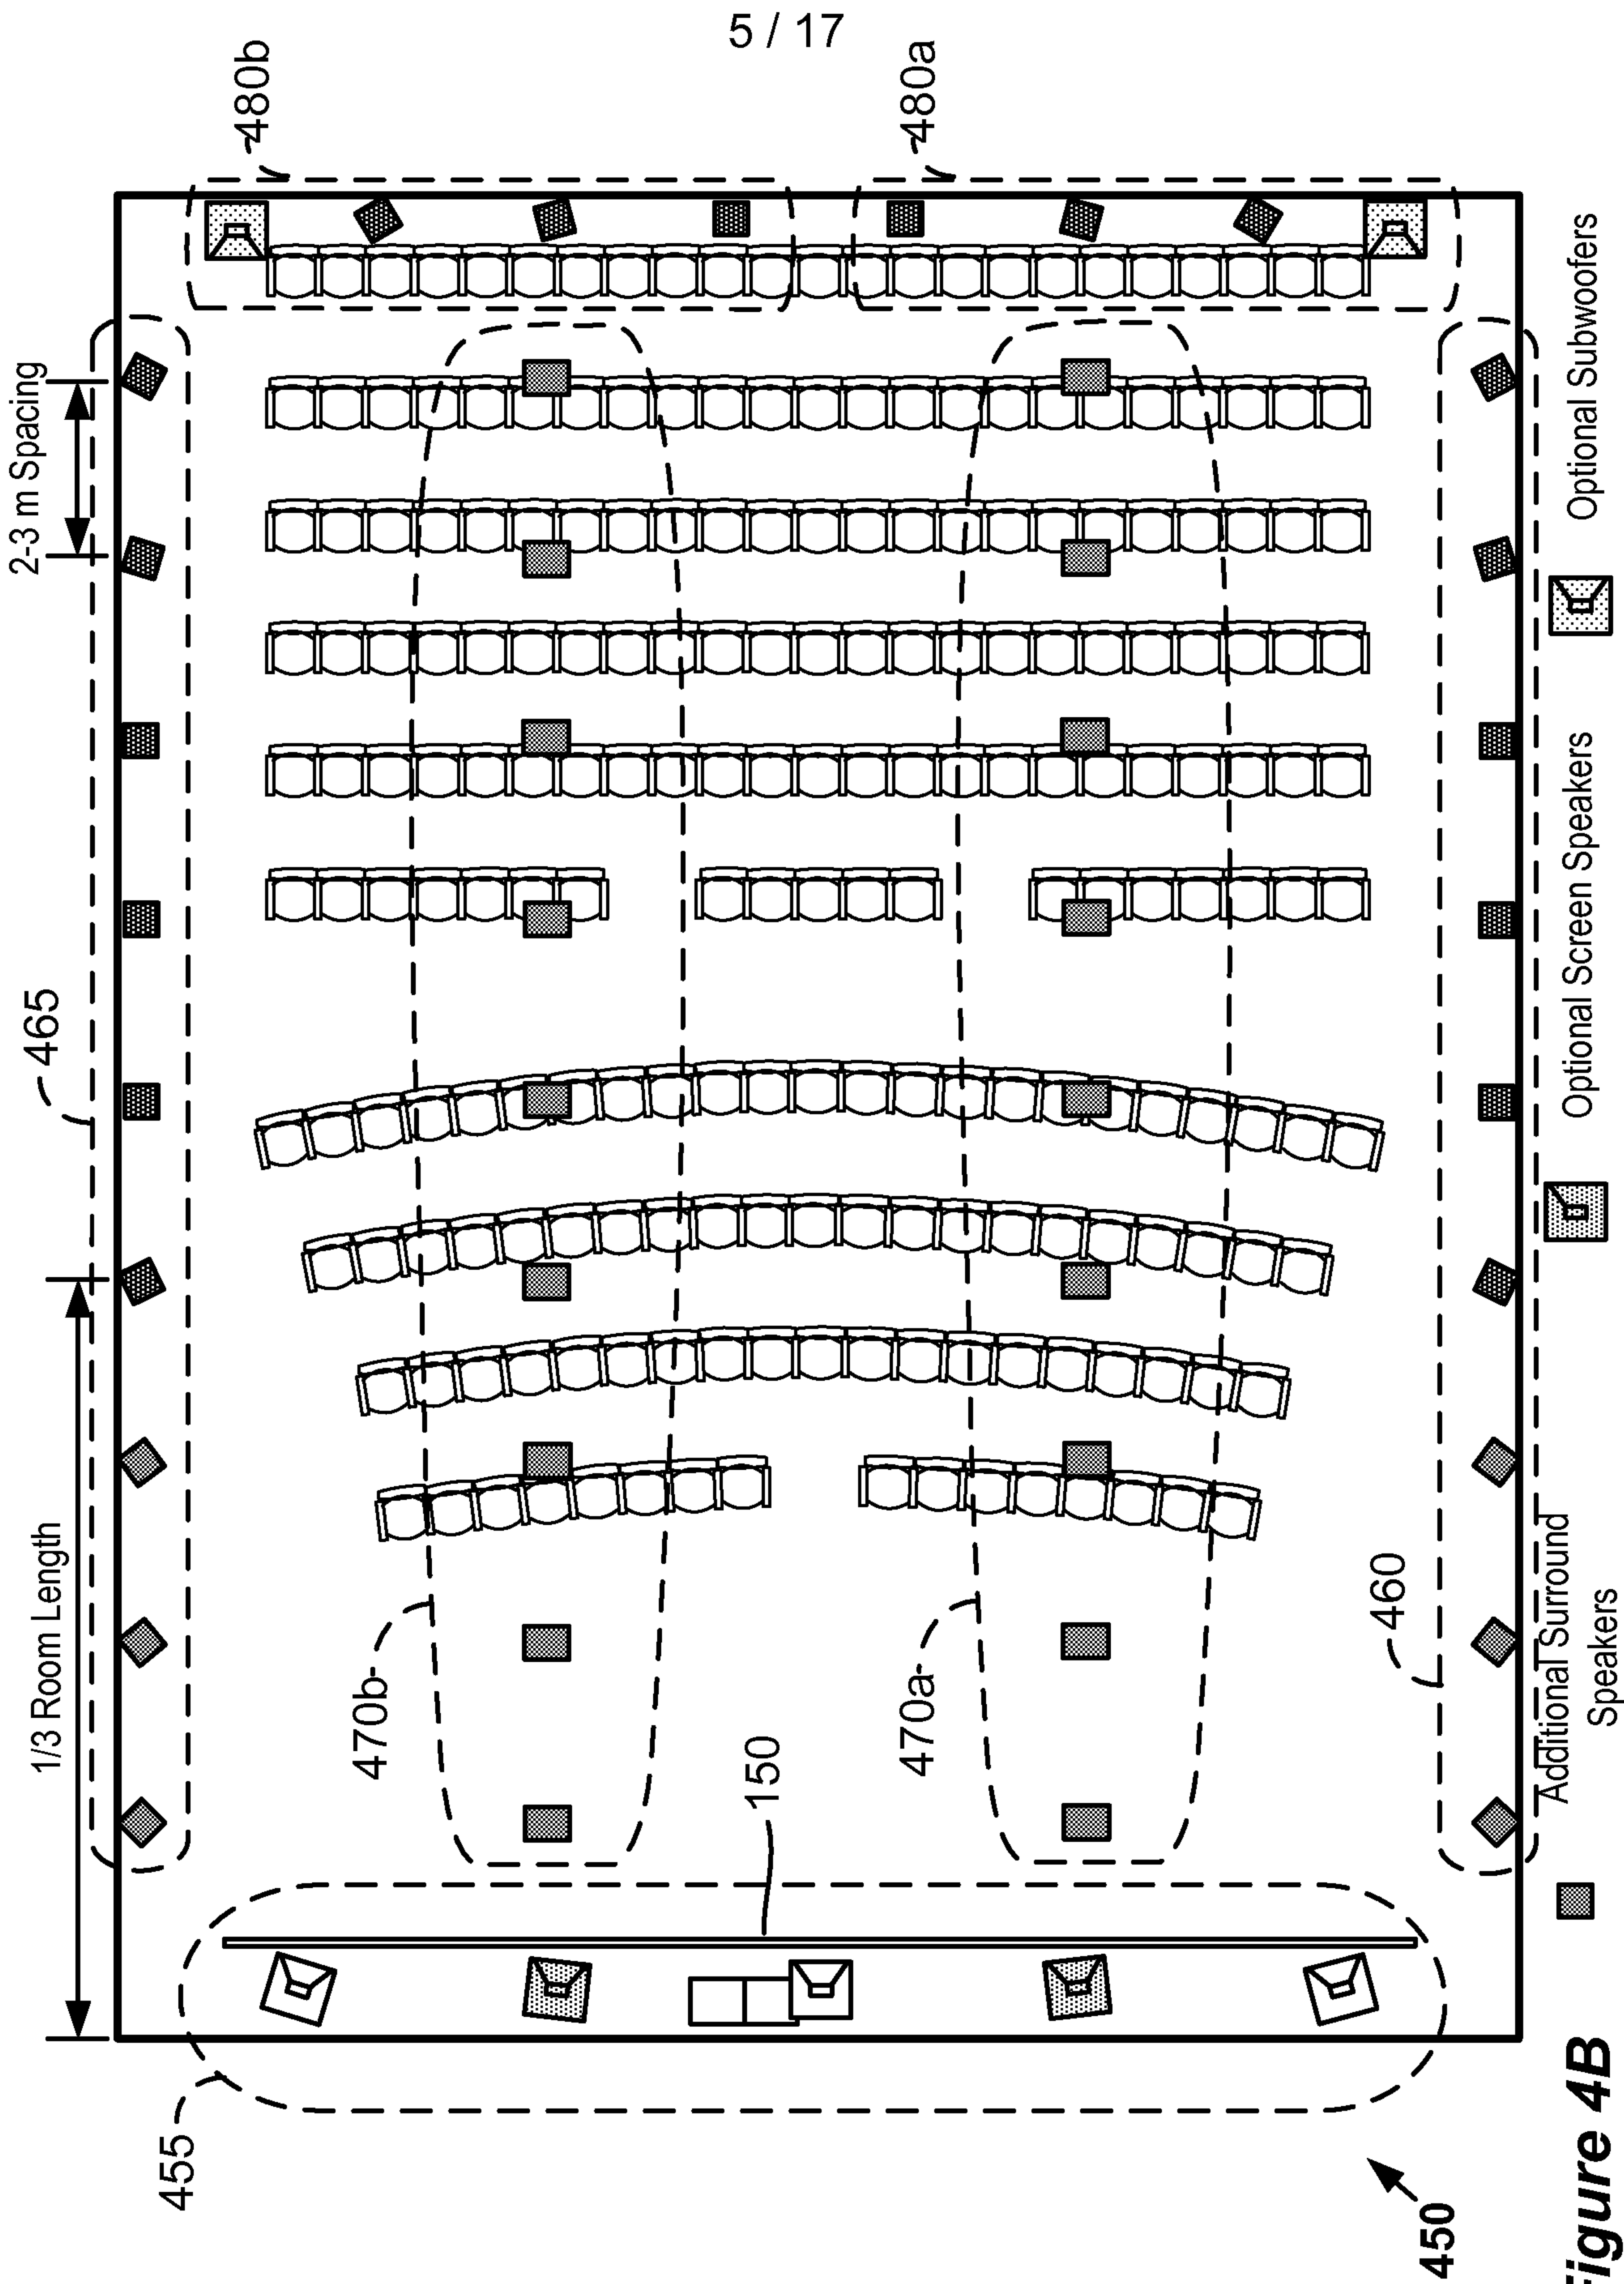 5 / 17
480b
480a
2-3 m Spacing
465
1/3 Room Length
470b
470a
150
460
455
450
Additional Surround
Speakers
Optional Screen Speakers
Optional Subwoofers
Figure 4B